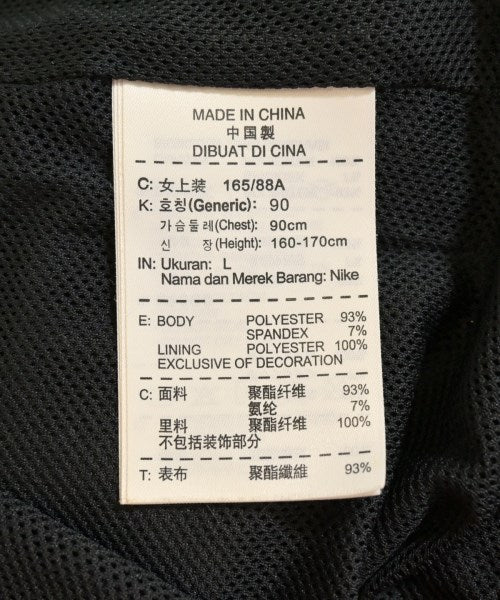 MADE IN CHINA
中国製
DIBUAT DI CINA
C: 女上装 165/88A
K: 호칭(Generic): 90
가슴둘레(Chest): 90cm
신 장(Height): 160-170cm
IN: Ukuran: L
Nama dan Merek Barang: Nike
E: BODY POLYESTER 93%
SPANDEX 7%
LINING POLYESTER 100%
EXCLUSIVE OF DECORATION
C: 面料 聚酯纤维 93%
氨纶 7%
里料 聚酯纤维 100%
不包括装饰部分
T: 表布 聚酯纖維 93%